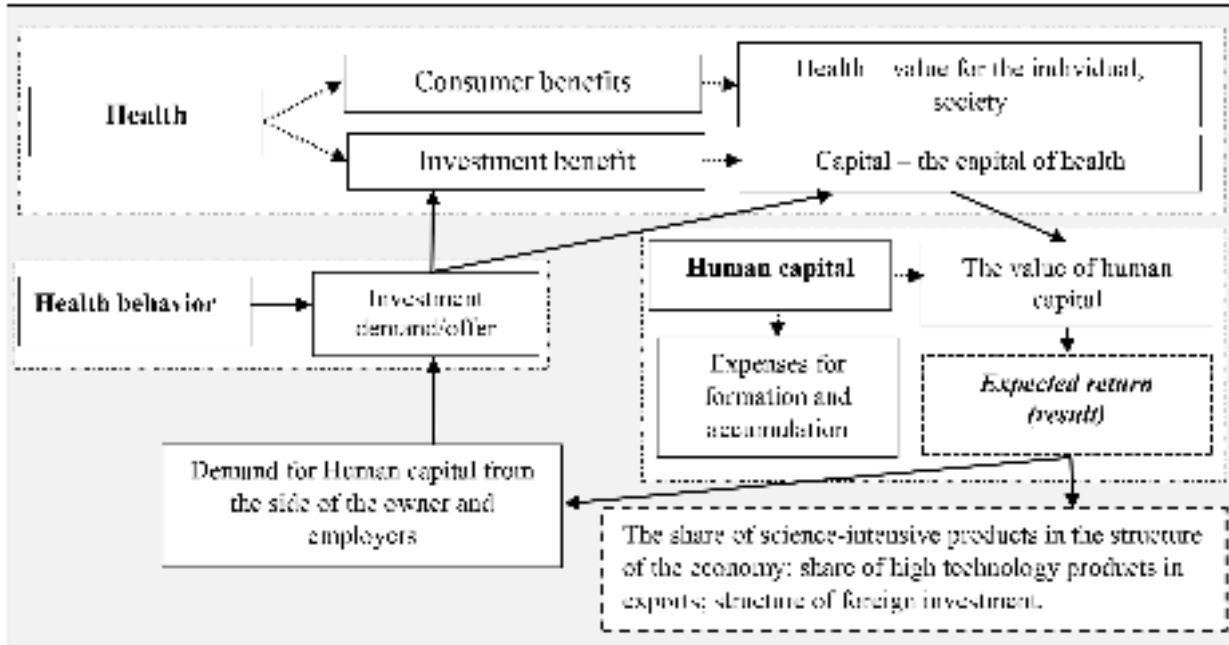 Consumer benefits
Health – value for the individual,
society
Health
Investment benefit
Capital – the capital of health
Human capital
The value of human
capital
Health behavior
Investment
demand/offer
Expenses for
formation and
accumulation
Expected return
(result)
Demand for Human capital from
the side of the owner and
employers
The share of science-intensive products in the structure
of the economy: share of high technology products in
exports; structure of foreign investment.